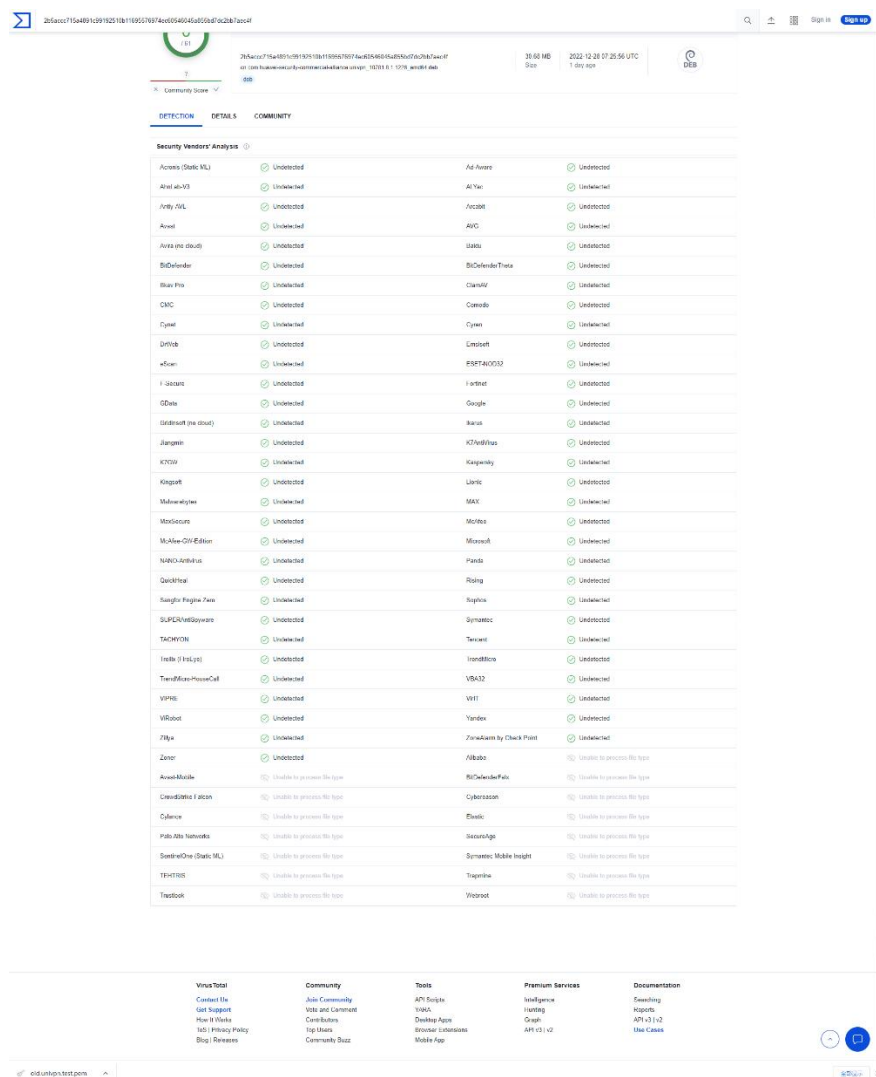 Sign in Sign up
/ 61
30.68 MB 2022-12-28 07:25:56 UTC
Size 1 day ago
DEB
deb
?
Community Score
DETECTION DETAILS COMMUNITY
Security Vendors' Analysis
Acronis (Static ML) Undetected Ad-Aware Undetected
AhnLab-V3 Undetected ALYac Undetected
Antiy-AVL Undetected Arcabit Undetected
Avast Undetected AVG Undetected
Avira (no cloud) Undetected Baidu Undetected
BitDefender Undetected BitDefenderTheta Undetected
Bkav Pro Undetected ClamAV Undetected
CMC Undetected Comodo Undetected
Cynet Undetected Cyren Undetected
DrWeb Undetected Emsisoft Undetected
eScan Undetected ESET-NOD32 Undetected
F-Secure Undetected Fortinet Undetected
GData Undetected Google Undetected
Gridinsoft (no cloud) Undetected Ikarus Undetected
Jiangmin Undetected K7AntiVirus Undetected
K7GW Undetected Kaspersky Undetected
Kingsoft Undetected Lionic Undetected
Malwarebytes Undetected MAX Undetected
MaxSecure Undetected McAfee Undetected
McAfee-GW-Edition Undetected Microsoft Undetected
NANO-Antivirus Undetected Panda Undetected
QuickHeal Undetected Rising Undetected
Sangfor Engine Zero Undetected Sophos Undetected
SUPERAntiSpyware Undetected Symantec Undetected
TACHYON Undetected Tencent Undetected
Trellix (FireEye) Undetected TrendMicro Undetected
TrendMicro-HouseCall Undetected VBA32 Undetected
VIPRE Undetected VirIT Undetected
ViRobot Undetected Yandex Undetected
Zillya Undetected ZoneAlarm by Check Point Undetected
Zoner Undetected Alibaba Unable to process file type
Avast-Mobile Unable to process file type BitDefenderFalx Unable to process file type
CrowdStrike Falcon Unable to process file type Cybereason Unable to process file type
Cylance Unable to process file type Elastic Unable to process file type
Palo Alto Networks Unable to process file type SecureAge Unable to process file type
SentinelOne (Static ML) Unable to process file type Symantec Mobile Insight Unable to process file type
TEHTRIS Unable to process file type Trapmine Unable to process file type
Trustlook Unable to process file type Webroot Unable to process file type
VirusTotal Community Tools Premium Services Documentation
Contact Us Join Community API Scripts Intelligence Searching
Get Support Vote and Comment YARA Hunting Reports
How It Works Contributors Desktop Apps Graph API v3 | v2
ToS | Privacy Policy Top Users Browser Extensions API v3 | v2 Use Cases
Blog | Releases Community Buzz Mobile App
old.univpn.test.pem